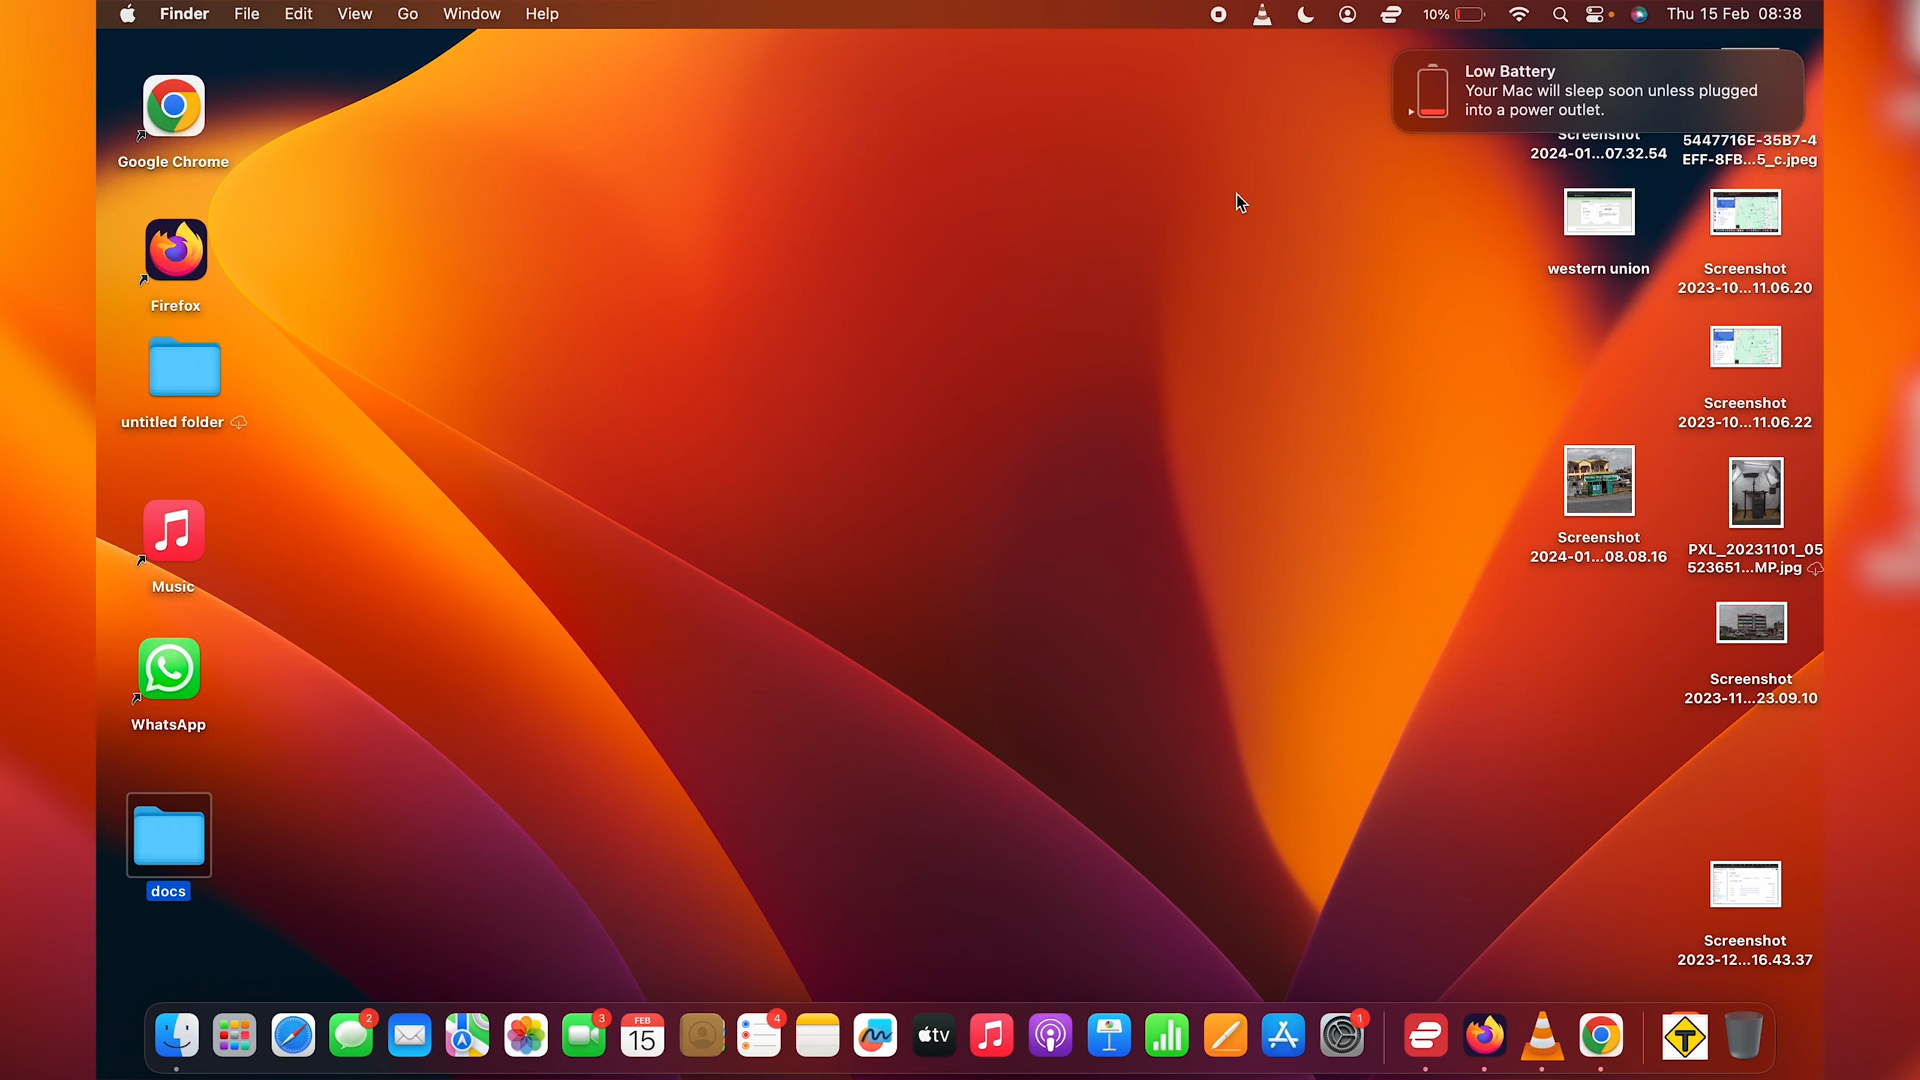 Finder File Edit View Go Window Help
10% Thu 15 Feb 08:38
Low Battery
Your Mac will sleep soon unless plugged
into a power outlet.
Google Chrome
Firefox
untitled folder
Music
WhatsApp
docs
Screenshot
2024-01...07.32.54
5447716E-35B7-4
EFF-8FB...5_c.jpeg
western union
Screenshot
2023-10...11.06.20
Screenshot
2023-10...11.06.22
Screenshot
2024-01...08.08.16
PXL_20231101_05
523651...MP.jpg
Screenshot
2023-11...23.09.10
Screenshot
2023-12...16.43.37
2
3
FEB
15
4
tv
1
T